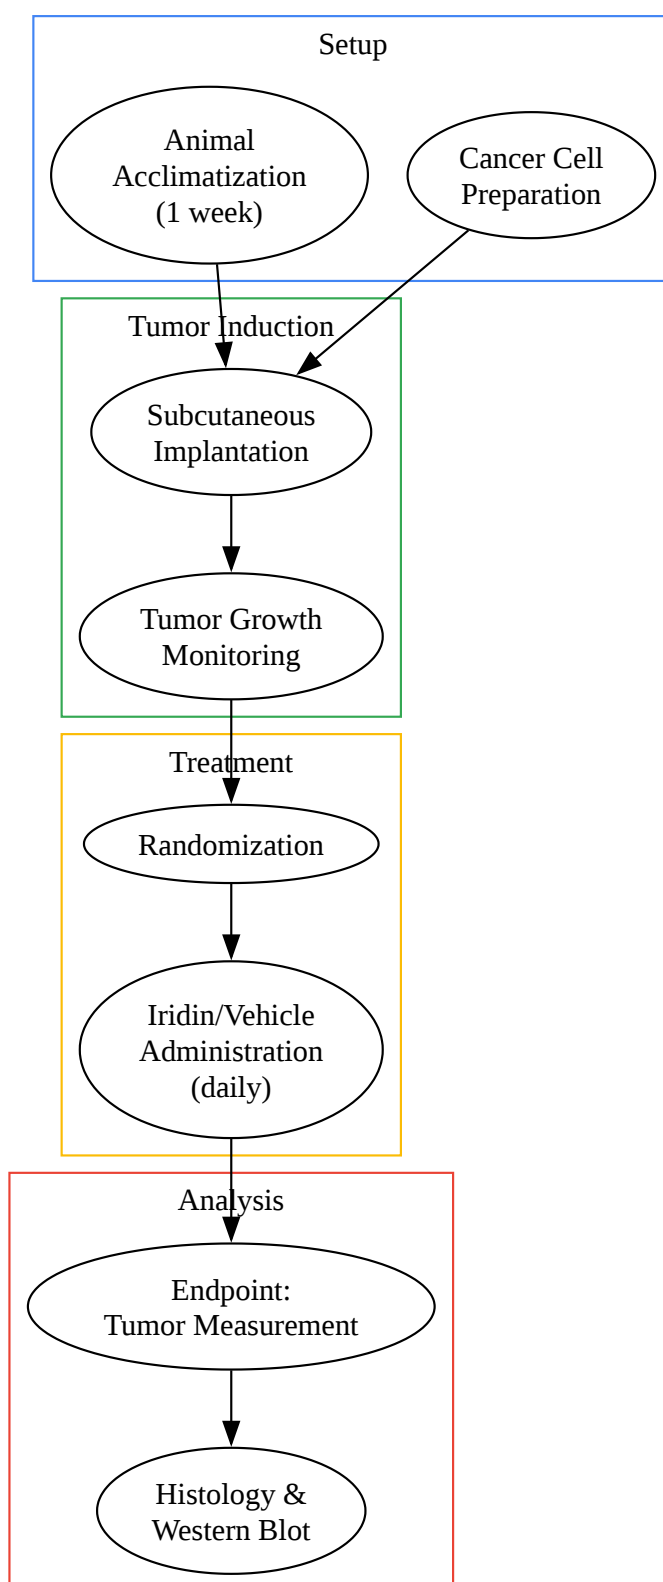 Setup
Animal
Acclimatization
(1 week)
Cancer Cell
Preparation
Tumor Induction
Subcutaneous
Implantation
Tumor Growth
Monitoring
Treatment
Randomization
Iridin/Vehicle
Administration
(daily)
Analysis
Endpoint:
Tumor Measurement
Histology &
Western Blot